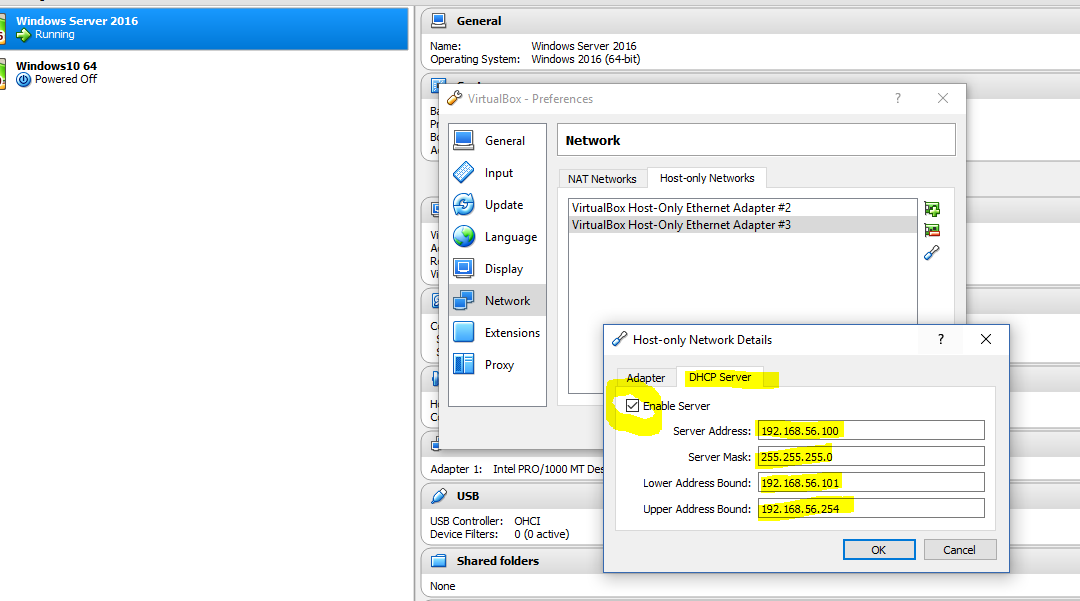 Windows Server 2016
Running
Windows10 64
Powered Off
General
Name: Windows Server 2016
Operating System: Windows 2016 (64-bit)
VirtualBox - Preferences
?
General
Input
Update
Language
Display
Network
Extensions
Proxy
Network
NAT Networks Host-only Networks
VirtualBox Host-Only Ethernet Adapter #2
VirtualBox Host-Only Ethernet Adapter #3
Host-only Network Details
?
Adapter DHCP Server
Enable Server
Server Address: 192.168.56.100
Server Mask: 255.255.255.0
Lower Address Bound: 192.168.56.101
Upper Address Bound: 192.168.56.254
OK Cancel
Adapter 1: Intel PRO/1000 MT Des
USB
USB Controller: OHCI
Device Filters: 0 (0 active)
Shared folders
None